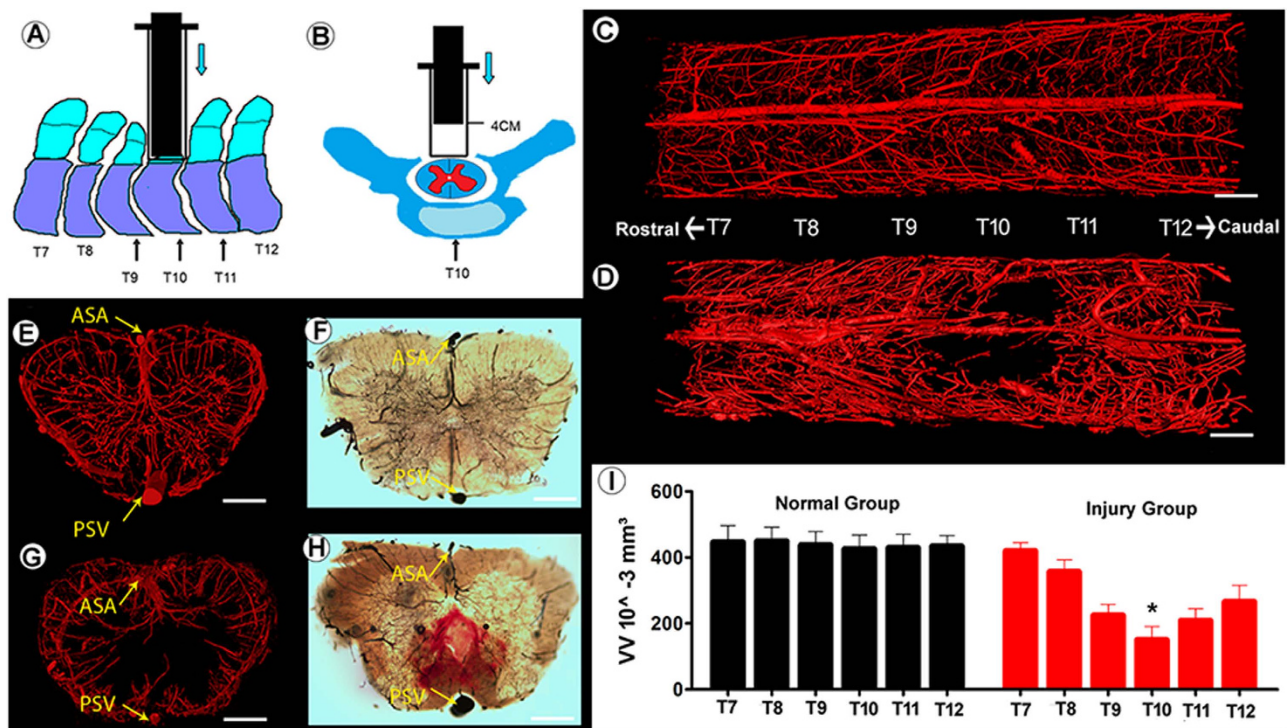 A
T7
T8
T9
T10
T11
T12
B
4CM
T10
C
Rostral ←T7 T8 T9 T10 T11 T12→ Caudal
D
E
ASA
PSV
F
ASA
PSV
G
ASA
PSV
H
ASA
PSV
I
VV 10^ -3 mm³
600
400
200
0
Normal Group
Injury Group
*
T7 T8 T9 T10 T11 T12
T7 T8 T9 T10 T11 T12